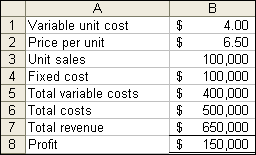 A B
1 Variable unit cost $ 4.00
2 Price per unit $ 6.50
3 Unit sales 100,000
4 Fixed cost $ 100,000
5 Total variable costs $ 400,000
6 Total costs $ 500,000
7 Total revenue $ 650,000
8 Profit $ 150,000